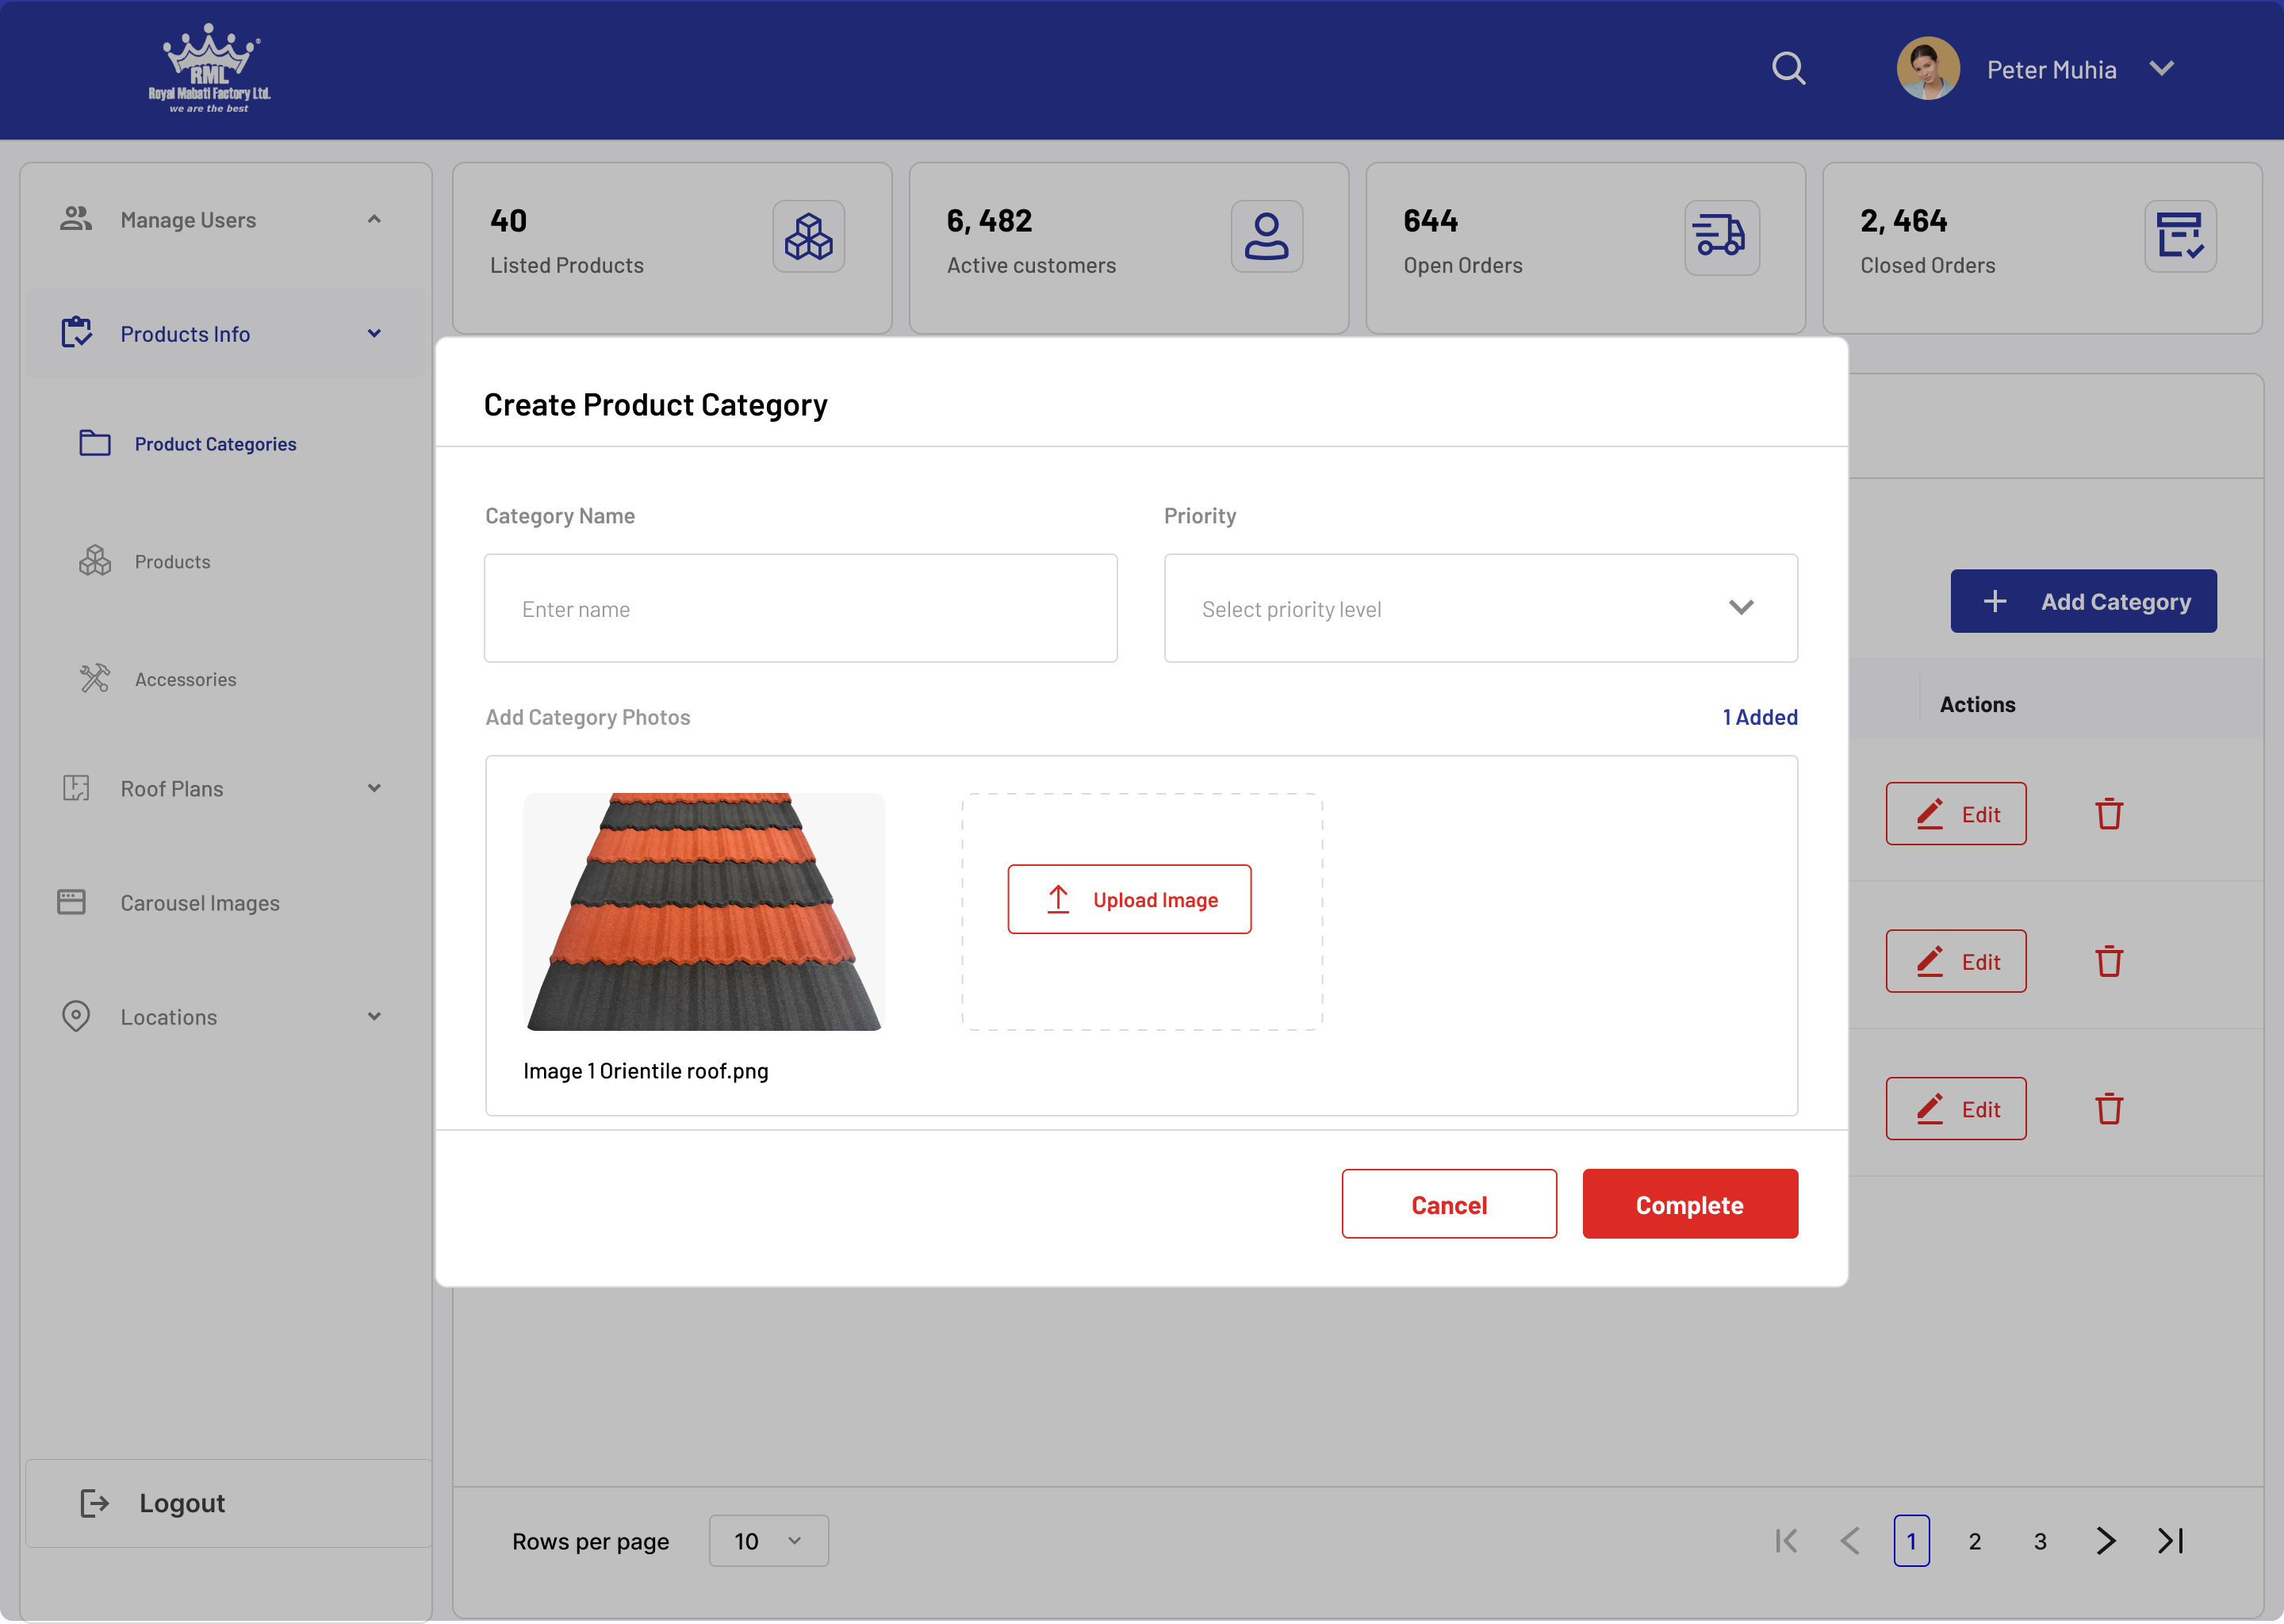 RML
Royal Mabati Factory Ltd.
we are the best
Peter Muhia
Manage Users
Products Info
Product Categories
Products
Accessories
Roof Plans
Carousel Images
Locations
Logout
40
Listed Products
6, 482
Active customers
644
Open Orders
2, 464
Closed Orders
Add Category
Actions
Edit
Edit
Edit
Create Product Category
Category Name
Priority
Enter name
Select priority level
Add Category Photos
1 Added
Upload Image
Image 1 Orientile roof.png
Cancel
Complete
Rows per page
10
1
2
3